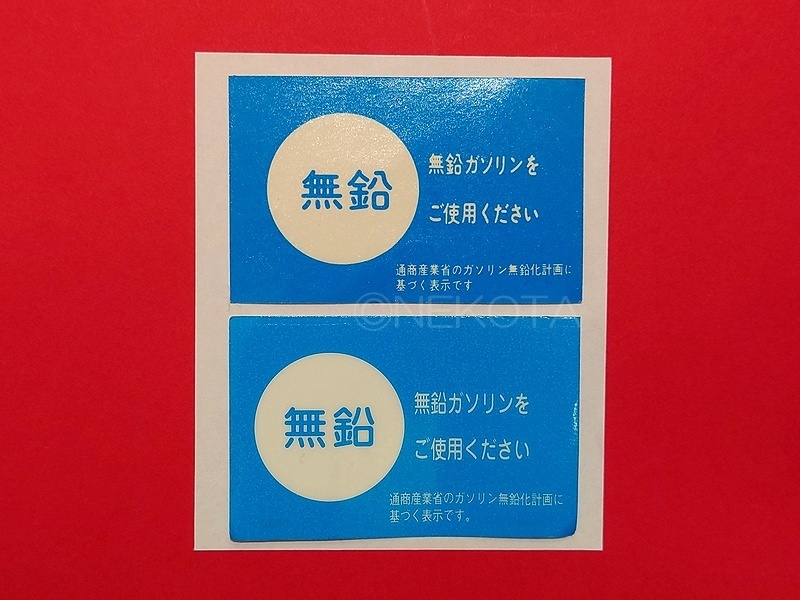 無鉛
無鉛ガソリンを
ご使用ください
通商産業省のガソリン無鉛化計画に
基づく表示です
©NEKOTA
無鉛
無鉛ガソリンを
ご使用ください
通商産業省のガソリン無鉛化計画に
基づく表示です。